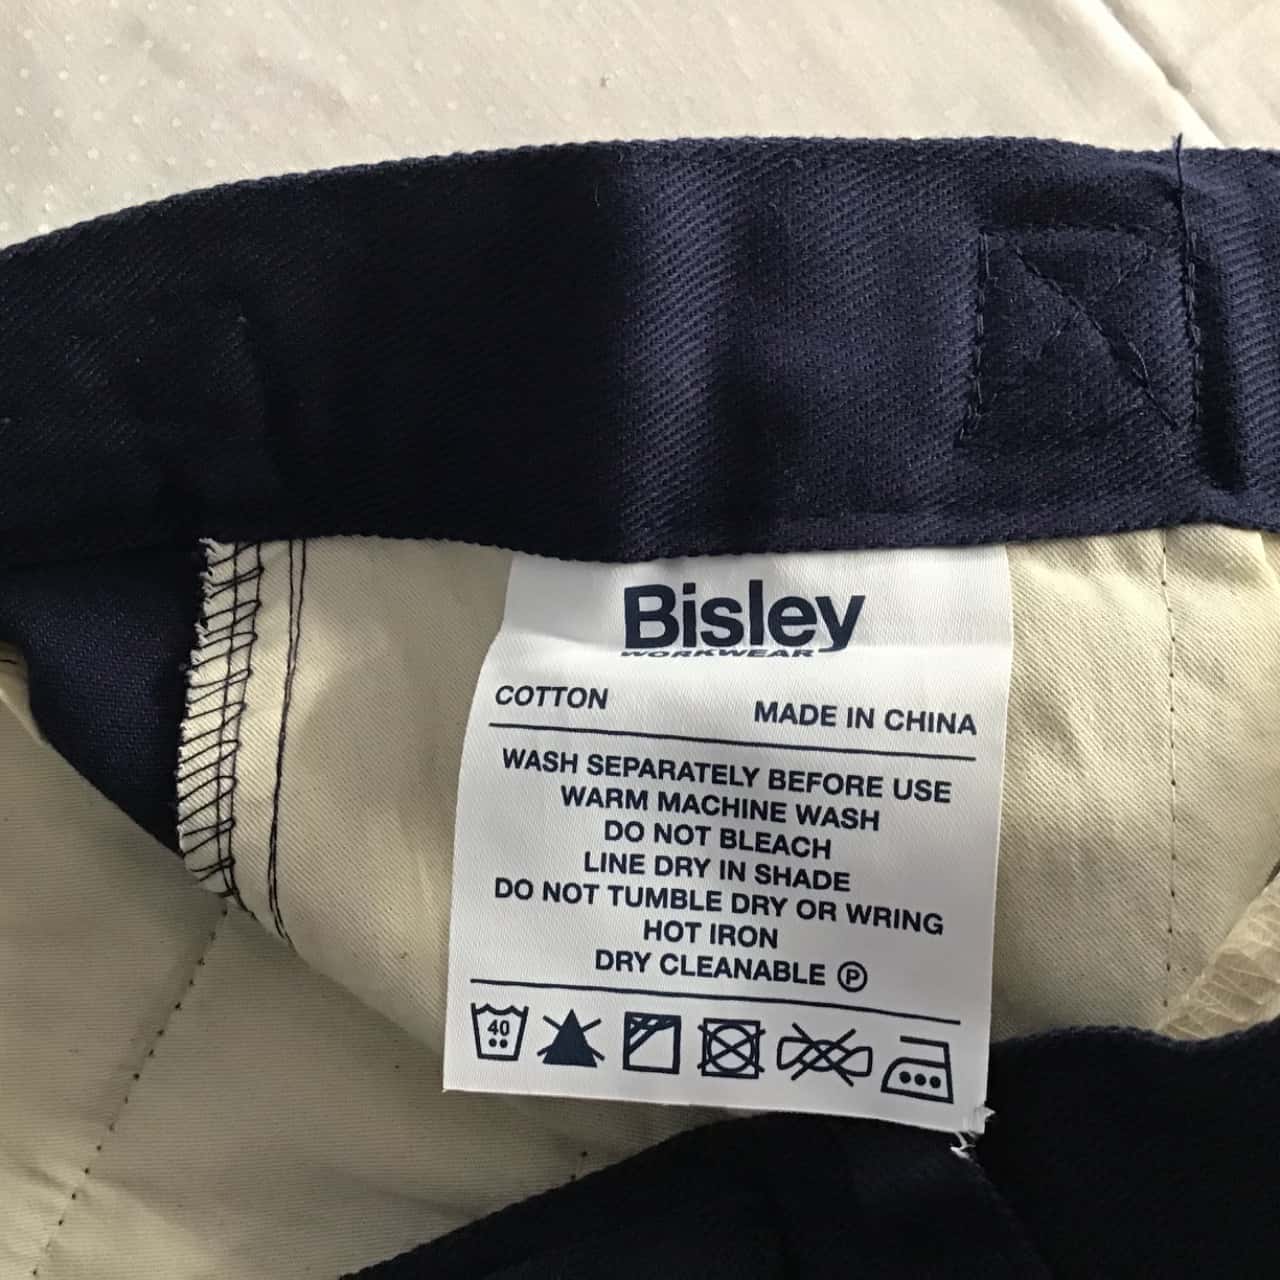 Bisley
WORKWEAR
COTTON MADE IN CHINA
WASH SEPARATELY BEFORE USE
WARM MACHINE WASH
DO NOT BLEACH
LINE DRY IN SHADE
DO NOT TUMBLE DRY OR WRING
HOT IRON
DRY CLEANABLE Ⓟ
40